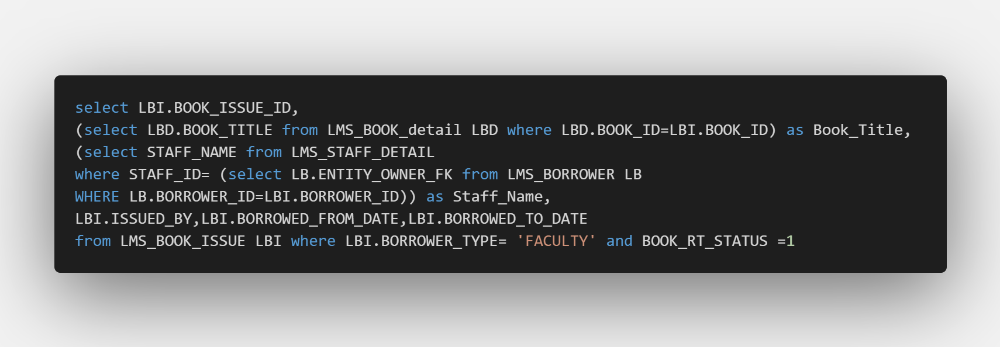 select LBI.BOOK_ISSUE_ID,
(select LBD.BOOK_TITLE from LMS_BOOK_detail LBD where LBD.BOOK_ID=LBI.BOOK_ID) as Book_Title,
(select STAFF_NAME from LMS_STAFF_DETAIL
where STAFF_ID= (select LB.ENTITY_OWNER_FK from LMS_BORROWER LB
WHERE LB.BORROWER_ID=LBI.BORROWER_ID)) as Staff_Name,
LBI.ISSUED_BY,LBI.BORROWED_FROM_DATE,LBI.BORROWED_TO_DATE
from LMS_BOOK_ISSUE LBI where LBI.BORROWER_TYPE= 'FACULTY' and BOOK_RT_STATUS =1